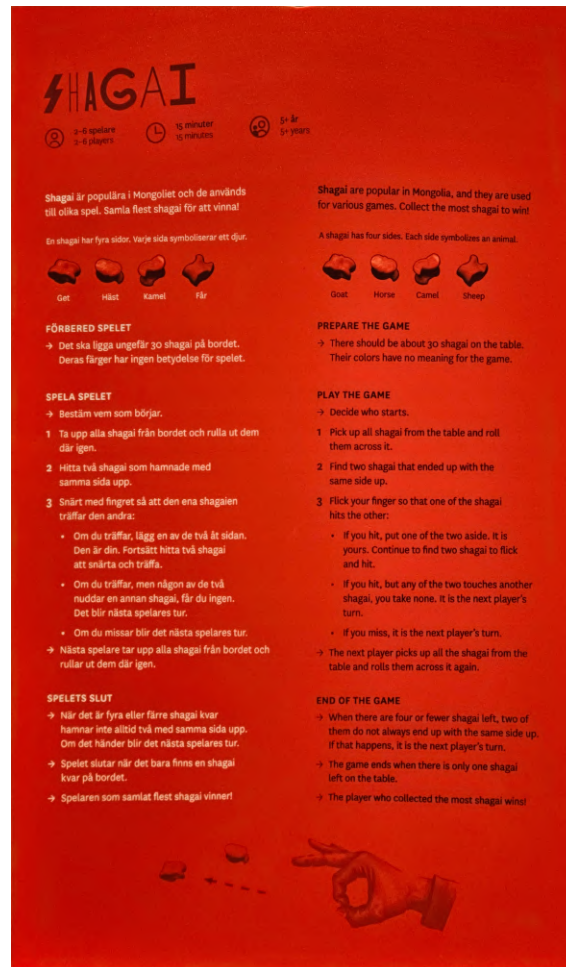 SHAGAI
2–6 spelare
2–6 players
15 minuter
15 minutes
5+ år
5+ years
Shagai är populära i Mongoliet och de används
till olika spel. Samla flest shagai för att vinna!
En shagai har fyra sidor. Varje sida symboliserar ett djur.
Get Häst Kamel Får
FÖRBERED SPELET
→ Det ska ligga ungefär 30 shagai på bordet.
Deras färger har ingen betydelse för spelet.
SPELA SPELET
→ Bestäm vem som börjar.
1 Ta upp alla shagai från bordet och rulla ut dem
där igen.
2 Hitta två shagai som hamnade med
samma sida upp.
3 Snärt med fingret så att den ena shagaien
träffar den andra:
• Om du träffar, lägg en av de två åt sidan.
Den är din. Fortsätt hitta två shagai
att snärta och träffa.
• Om du träffar, men någon av de två
nuddar en annan shagai, får du ingen.
Det blir nästa spelares tur.
• Om du missar blir det nästa spelares tur.
→ Nästa spelare tar upp alla shagai från bordet och
rullar ut dem där igen.
SPELETS SLUT
→ När det är fyra eller färre shagai kvar
hamnar inte alltid två med samma sida upp.
Om det händer blir det nästa spelares tur.
→ Spelet slutar när det bara finns en shagai
kvar på bordet.
→ Spelaren som samlat flest shagai vinner!
Shagai are popular in Mongolia, and they are used
for various games. Collect the most shagai to win!
A shagai has four sides. Each side symbolizes an animal.
Goat Horse Camel Sheep
PREPARE THE GAME
→ There should be about 30 shagai on the table.
Their colors have no meaning for the game.
PLAY THE GAME
→ Decide who starts.
1 Pick up all shagai from the table and roll
them across it.
2 Find two shagai that ended up with the
same side up.
3 Flick your finger so that one of the shagai
hits the other:
• If you hit, put one of the two aside. It is
yours. Continue to find two shagai to flick
and hit.
• If you hit, but any of the two touches another
shagai, you take none. It is the next player's
turn.
• If you miss, it is the next player's turn.
→ The next player picks up all the shagai from the
table and rolls them across it again.
END OF THE GAME
→ When there are four or fewer shagai left, two of
them do not always end up with the same side up.
If that happens, it is the next player's turn.
→ The game ends when there is only one shagai
left on the table.
→ The player who collected the most shagai wins!